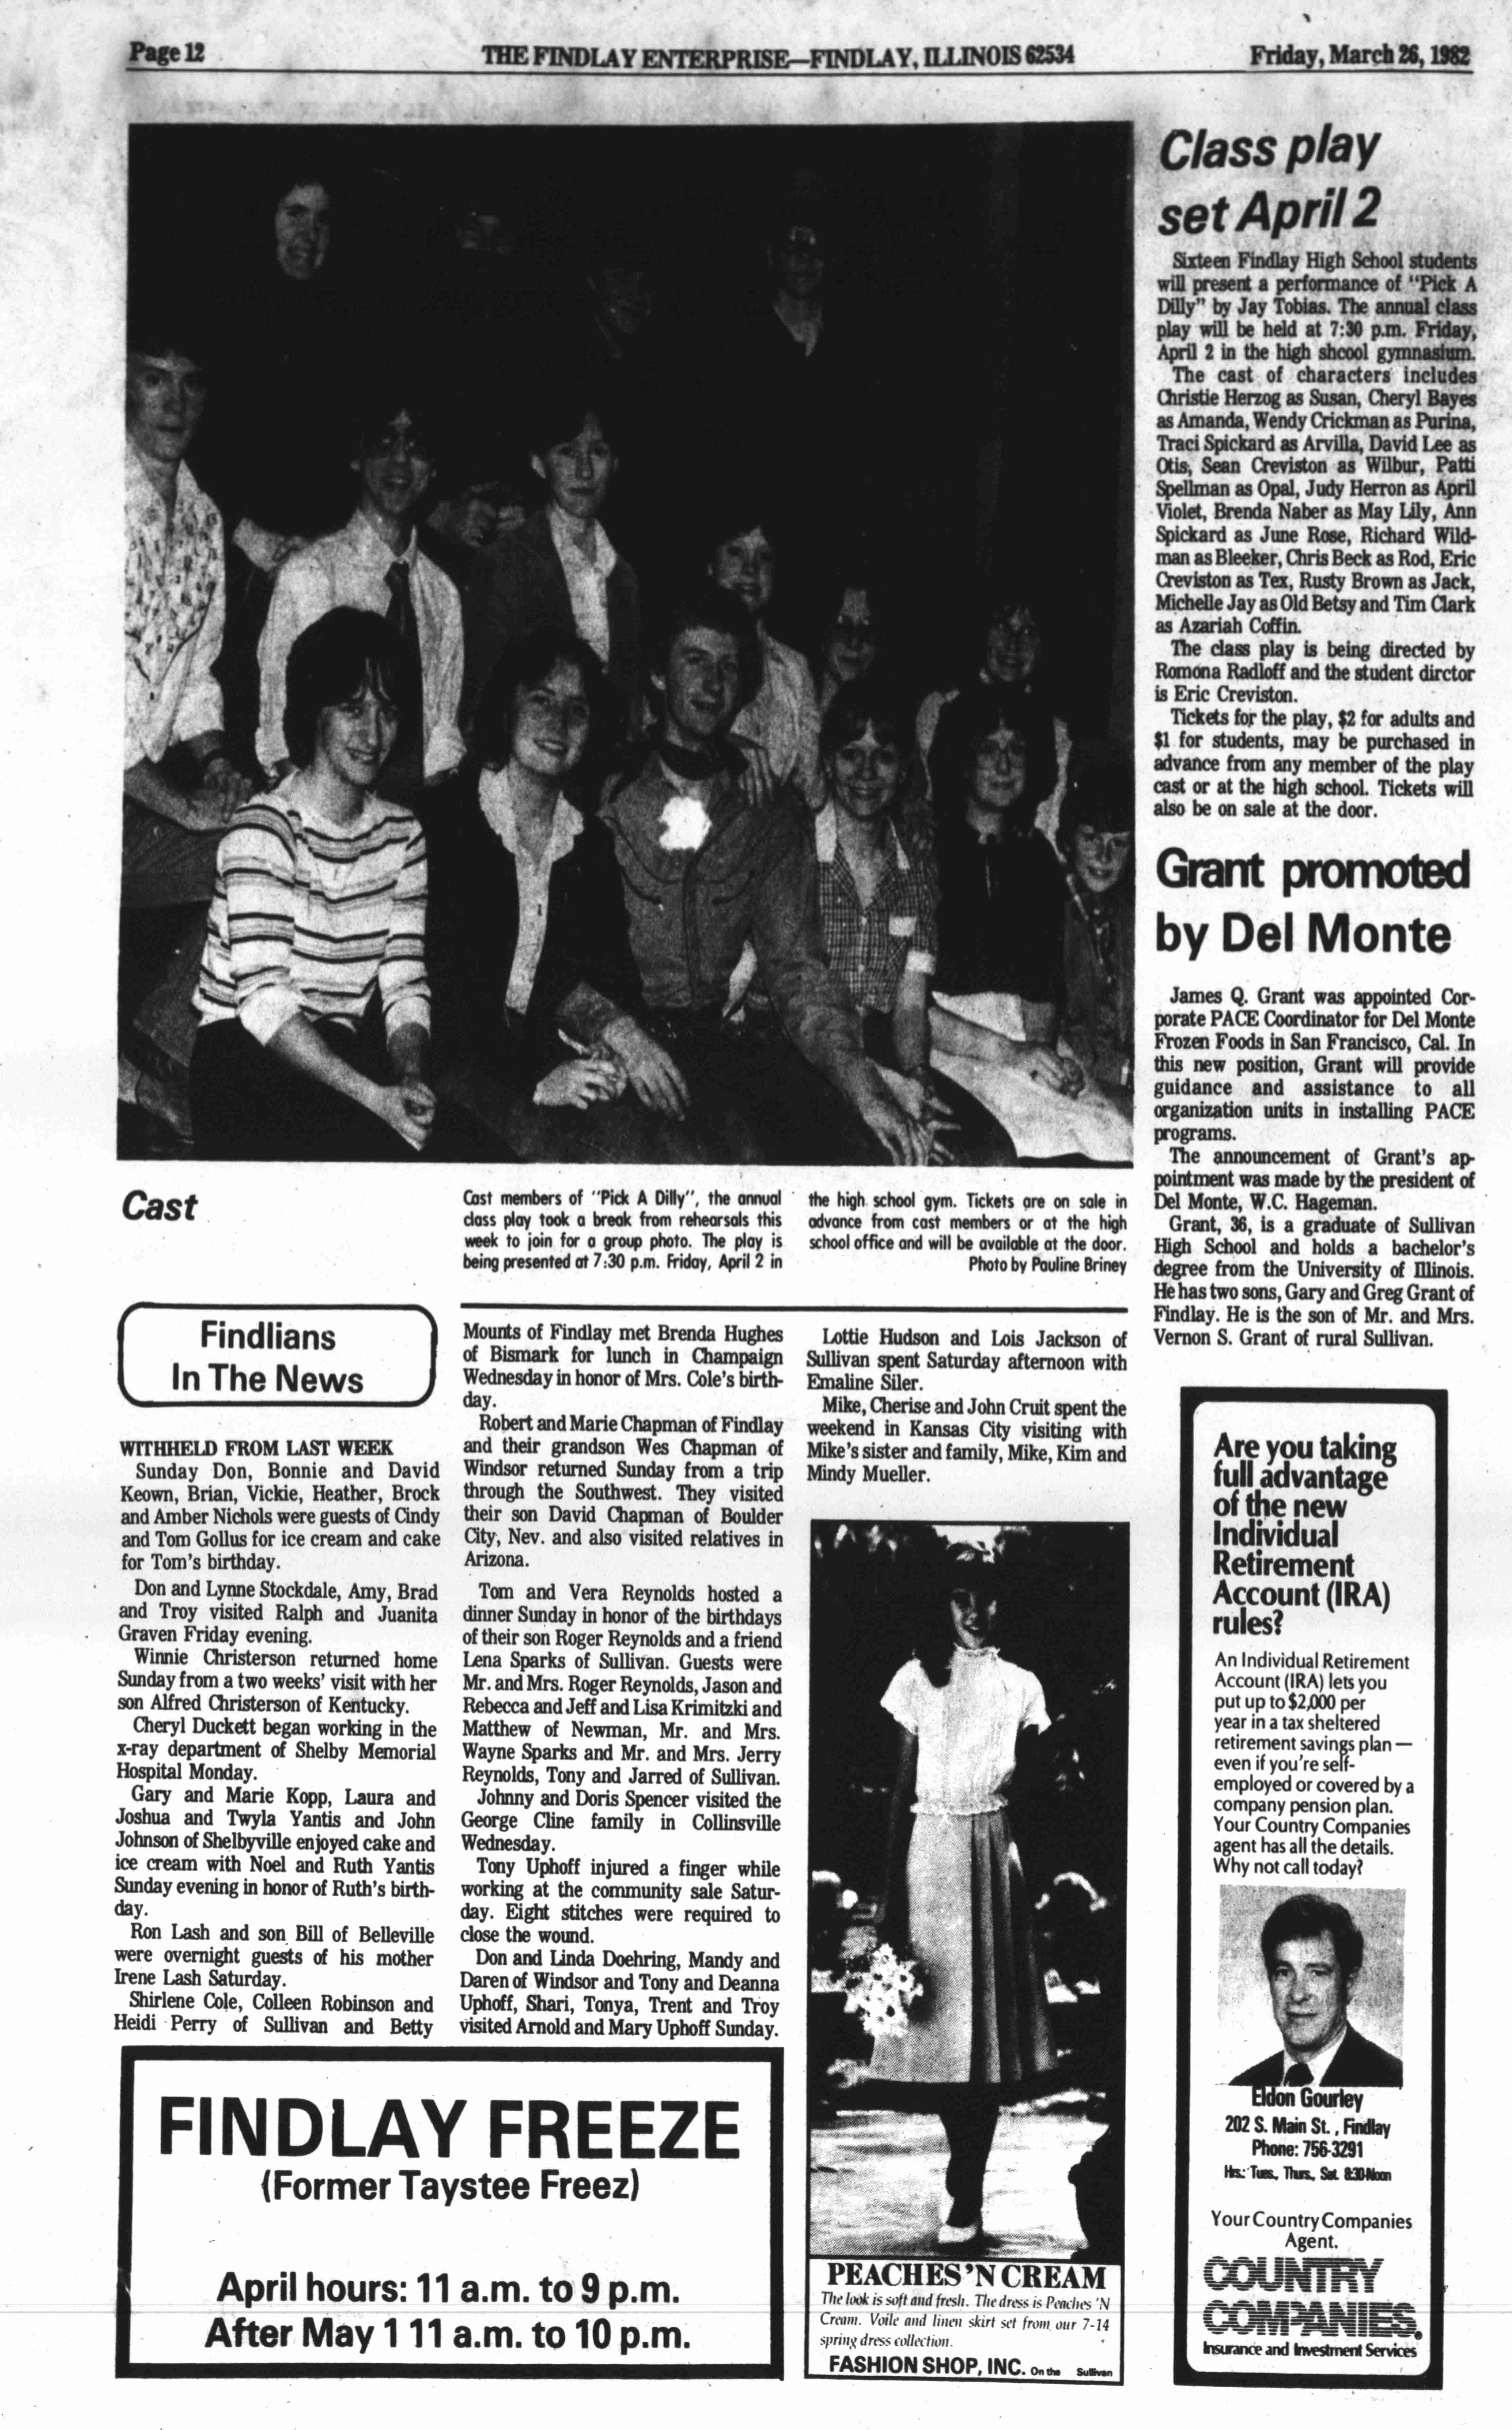 Page 12
THE FINDLAY ENTERPRISE—FINDLAY, ILLINOIS 62534
Friday, March 26, 1982
Cast
Cast members of "Pick A Dilly", the annual
class play took a break from rehearsals this
week to join for a group photo. The play is
being presented at 7:30 p.m. Friday, April 2 in
the high school gym. Tickets are on sale in
advance from cast members or at the high
school office and will be available at the door.
Photo by Pauline Briney
Class play
set April 2
Sixteen Findlay High School students
will present a performance of "Pick A
Dilly" by Jay Tobias. The annual class
play will be held at 7:30 p.m. Friday,
April 2 in the high shcool gymnasium.
The cast of characters includes
Christie Herzog as Susan, Cheryl Bayes
as Amanda, Wendy Crickman as Purina,
Traci Spickard as Arvilla, David Lee as
Otis, Sean Creviston as Wilbur, Patti
Spellman as Opal, Judy Herron as April
Violet, Brenda Naber as May Lily, Ann
Spickard as June Rose, Richard Wild-
man as Bleeker, Chris Beck as Rod, Eric
Creviston as Tex, Rusty Brown as Jack,
Michelle Jay as Old Betsy and Tim Clark
as Azariah Coffin.
The class play is being directed by
Romona Radloff and the student dirctor
is Eric Creviston.
Tickets for the play, $2 for adults and
$1 for students, may be purchased in
advance from any member of the play
cast or at the high school. Tickets will
also be on sale at the door.
Grant promoted
by Del Monte
James Q. Grant was appointed Cor-
porate PACE Coordinator for Del Monte
Frozen Foods in San Francisco, Cal. In
this new position, Grant will provide
guidance and assistance to all
organization units in installing PACE
programs.
The announcement of Grant's ap-
pointment was made by the president of
Del Monte, W.C. Hageman.
Grant, 36, is a graduate of Sullivan
High School and holds a bachelor's
degree from the University of Illinois.
He has two sons, Gary and Greg Grant of
Findlay. He is the son of Mr. and Mrs.
Vernon S. Grant of rural Sullivan.
Findlians
In The News
WITHHELD FROM LAST WEEK
Sunday Don, Bonnie and David
Keown, Brian, Vickie, Heather, Brock
and Amber Nichols were guests of Cindy
and Tom Gollus for ice cream and cake
for Tom's birthday.
Don and Lynne Stockdale, Amy, Brad
and Troy visited Ralph and Juanita
Graven Friday evening.
Winnie Christerson returned home
Sunday from a two weeks' visit with her
son Alfred Christerson of Kentucky.
Cheryl Duckett began working in the
x-ray department of Shelby Memorial
Hospital Monday.
Gary and Marie Kopp, Laura and
Joshua and Twyla Yantis and John
Johnson of Shelbyville enjoyed cake and
ice cream with Noel and Ruth Yantis
Sunday evening in honor of Ruth's birth-
day.
Ron Lash and son Bill of Belleville
were overnight guests of his mother
Irene Lash Saturday.
Shirlene Cole, Colleen Robinson and
Heidi Perry of Sullivan and Betty
Mounts of Findlay met Brenda Hughes
of Bismark for lunch in Champaign
Wednesday in honor of Mrs. Cole's birth-
day.
Robert and Marie Chapman of Findlay
and their grandson Wes Chapman of
Windsor returned Sunday from a trip
through the Southwest. They visited
their son David Chapman of Boulder
City, Nev. and also visited relatives in
Arizona.
Tom and Vera Reynolds hosted a
dinner Sunday in honor of the birthdays
of their son Roger Reynolds and a friend
Lena Sparks of Sullivan. Guests were
Mr. and Mrs. Roger Reynolds, Jason and
Rebecca and Jeff and Lisa Krimitzki and
Matthew of Newman, Mr. and Mrs.
Wayne Sparks and Mr. and Mrs. Jerry
Reynolds, Tony and Jarred of Sullivan.
Johnny and Doris Spencer visited the
George Cline family in Collinsville
Wednesday.
Tony Uphoff injured a finger while
working at the community sale Satur-
day. Eight stitches were required to
close the wound.
Don and Linda Doehring, Mandy and
Daren of Windsor and Tony and Deanna
Uphoff, Shari, Tonya, Trent and Troy
visited Arnold and Mary Uphoff Sunday.
Lottie Hudson and Lois Jackson of
Sullivan spent Saturday afternoon with
Emaline Siler.
Mike, Cherise and John Cruit spent the
weekend in Kansas City visiting with
Mike's sister and family, Mike, Kim and
Mindy Mueller.
FINDLAY FREEZE
(Former Taystee Freez)
April hours: 11 a.m. to 9 p.m.
After May 1 11 a.m. to 10 p.m.
PEACHES 'N CREAM
The look is soft and fresh. The dress is Peaches 'N
Cream. Voile and linen skirt set from our 7-14
spring dress collection.
FASHION SHOP, INC. On the Sullivan
Are you taking
full advantage
of the new
Individual
Retirement
Account (IRA)
rules?
An Individual Retirement
Account (IRA) lets you
put up to $2,000 per
year in a tax sheltered
retirement savings plan —
even if you're self-
employed or covered by a
company pension plan.
Your Country Companies
agent has all the details.
Why not call today?
Eldon Gourley
202 S. Main St., Findlay
Phone: 756-3291
Hrs.: Tues., Thurs., Sat. 8:30-Noon
Your Country Companies
Agent.
COUNTRY
COMPANIES.
Insurance and Investment Services